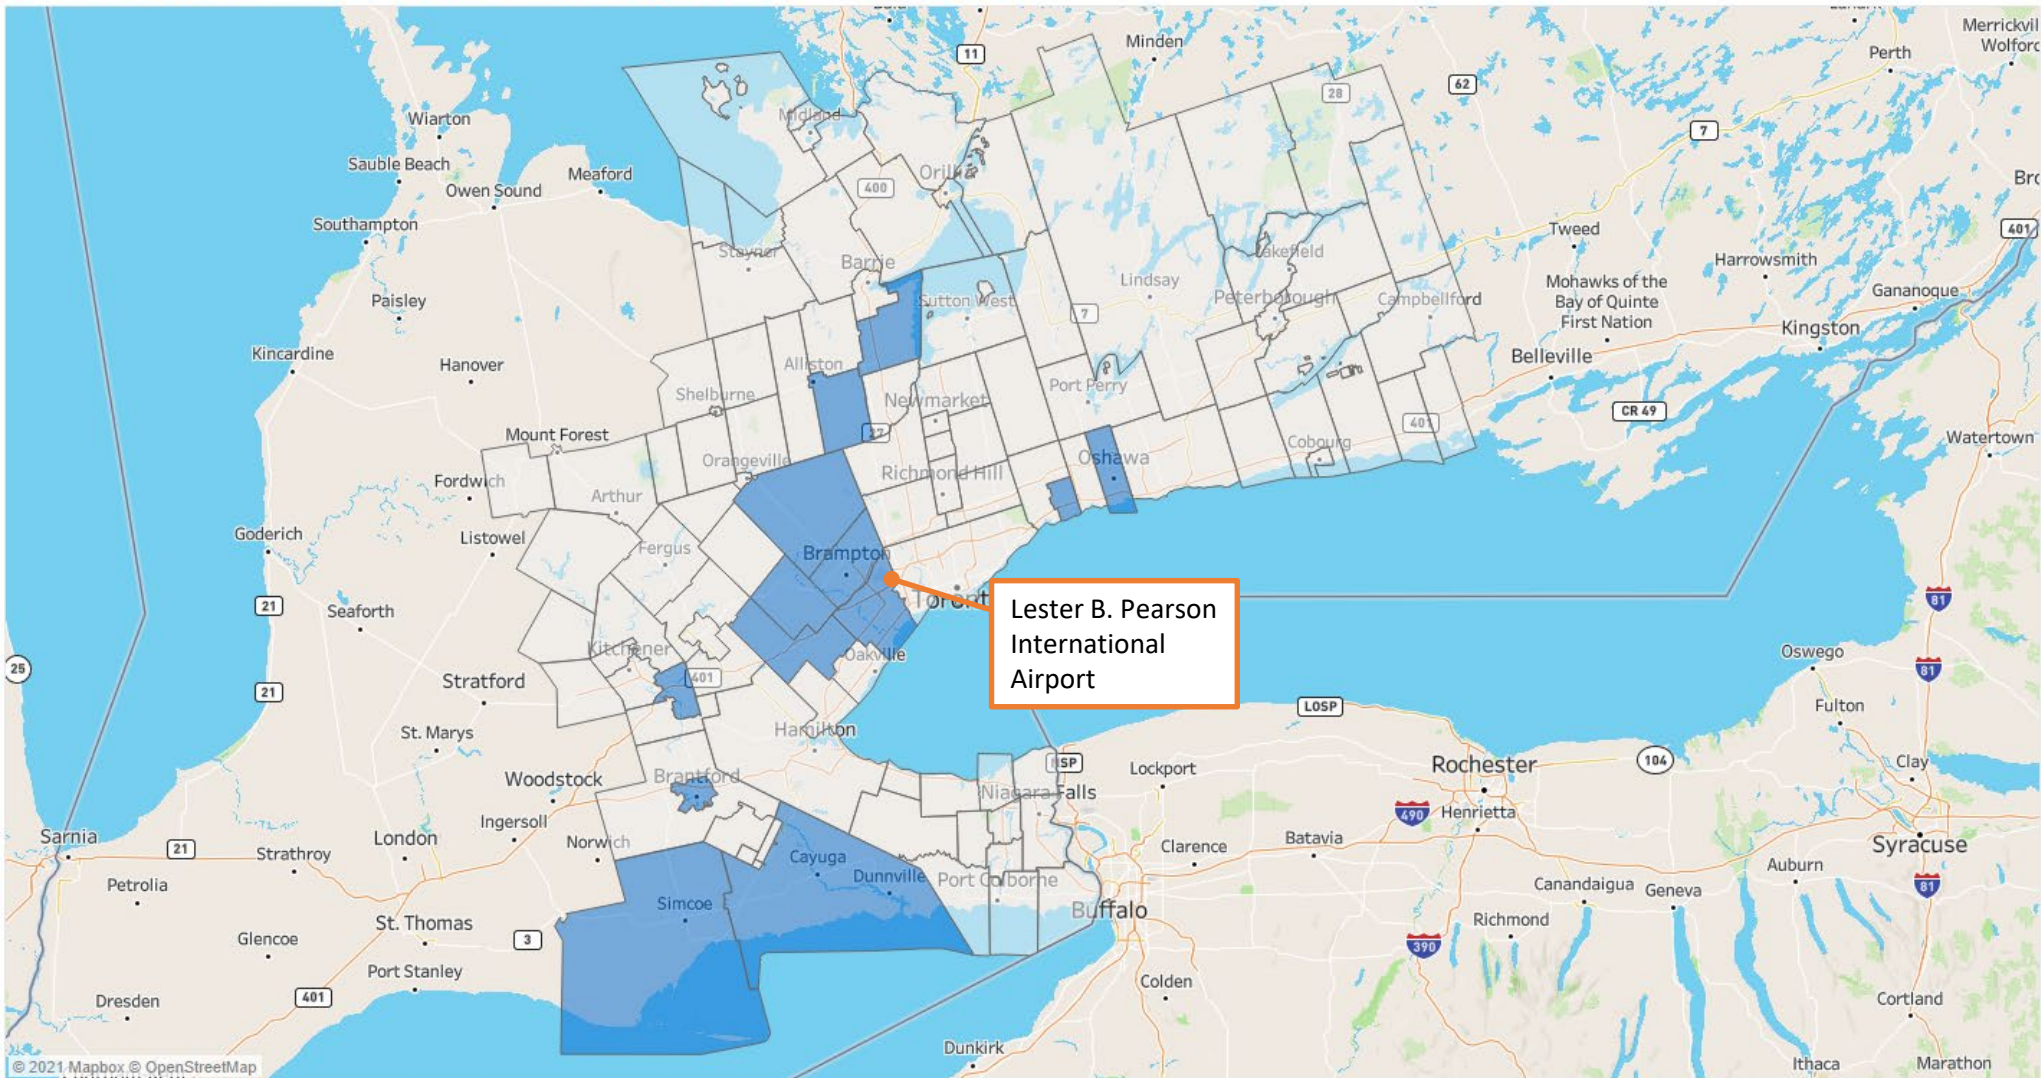 Minden
Merrickvil
Wolford
Perth
11
62
28
7
Wiarton
Midland
Sauble Beach
Meaford
Owen Sound
Orillia
400
Bro
Southampton
Tweed
401
Stayner
Barrie
Lakefield
Harrowsmith
Lindsay
Mohawks of the
Bay of Quinte
First Nation
Gananoque
Paisley
Sutton West
Peterborough
Campbellford
7
Kingston
Kincardine
Belleville
Hanover
Alliston
Port Perry
Shelburne
Newmarket
CR 49
401
27
Mount Forest
Cobourg
Watertown
Orangeville
Richmond Hill
Oshawa
Fordwich
Arthur
Goderich
Listowel
Fergus
Brampton
Toront
81
21
Seaforth
Lester B. Pearson
International
Airport
Kitchener
Oakville
Oswego
25
Stratford
401
81
21
LOSP
Fulton
St. Marys
Hamilton
Rochester
104
Clay
NSP
Lockport
Woodstock
Brantford
Niagara Falls
490
Henrietta
Ingersoll
Sarnia
London
Norwich
Batavia
Clarence
Syracuse
21
Strathroy
Cayuga
Auburn
Petrolia
Dunnville
Port Colborne
Canandaigua
Geneva
81
Simcoe
Buffalo
St. Thomas
Richmond
Glencoe
3
390
Port Stanley
Colden
Dresden
401
Cortland
Dunkirk
© 2021 Mapbox © OpenStreetMap
Ithaca
Marathon